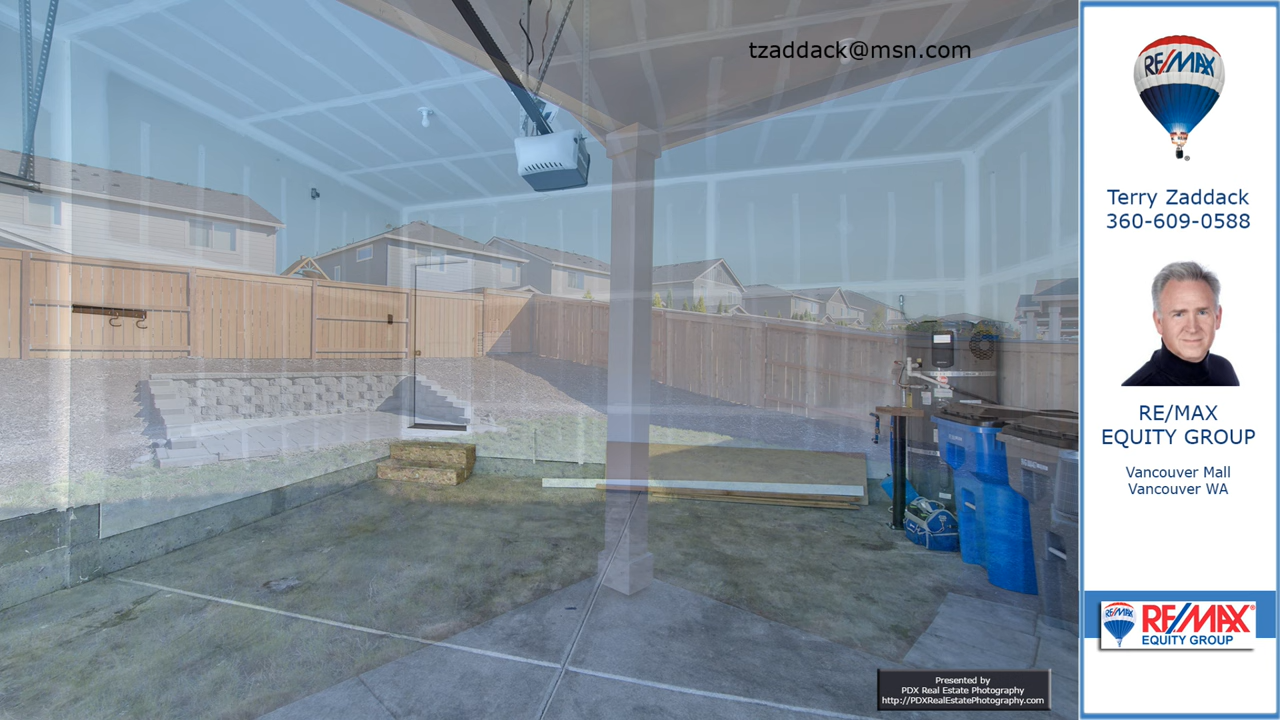 tzaddack@msn.com
RE/MAX
Terry Zaddack
360-609-0588
RE/MAX
EQUITY GROUP
Vancouver Mall
Vancouver WA
RE/MAX
RE/MAX
EQUITY GROUP
Presented by
PDX Real Estate Photography
http://PDXRealEstatePhotography.com